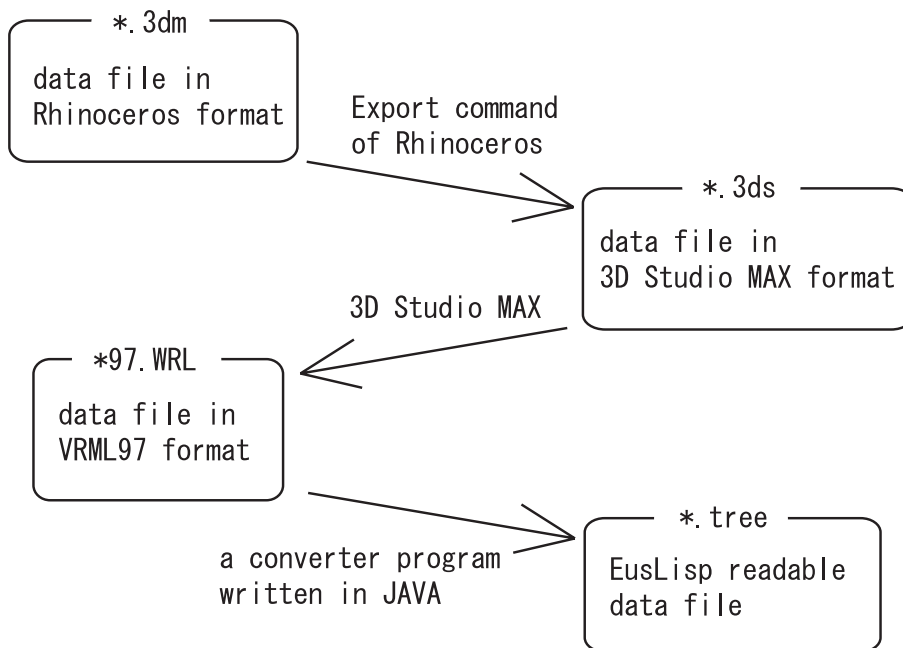 *.3dm
data file in
Rhinoceros format
Export command
of Rhinoceros
*.3ds
data file in
3D Studio MAX format
3D Studio MAX
*97.WRL
data file in
VRML97 format
a converter program
written in JAVA
*.tree
EusLisp readable
data file